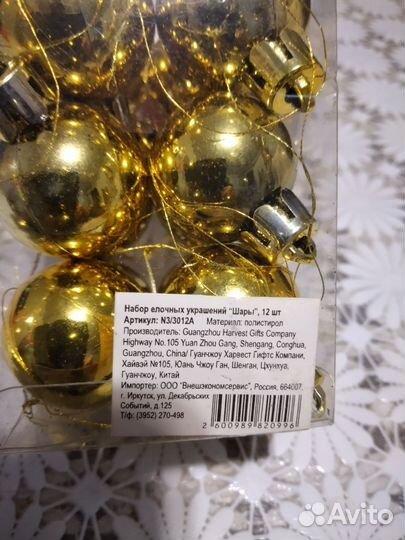 Набор елочных украшений "Шары", 12 шт
Артикул: N3/3012A Материал: полистирол
Производитель: Guangzhou Harvest Gifts Company
Highway No.105 Yuan Zhou Gang, Shengang, Conghua,
Guangzhou, China/ Гуанчжоу Харвест Гифтс Компани,
Хайвэй №105, Юань Чжоу Ган, Шенган, Цхунхуа,
Гуанчжоу, Китай
Импортер: ООО "Внешэкономсервис", Россия, 664007,
г. Иркутск, ул. Декабрьских
Событий, д.125
Т/ф: (3952) 270-498
2 600989 820996
Avito